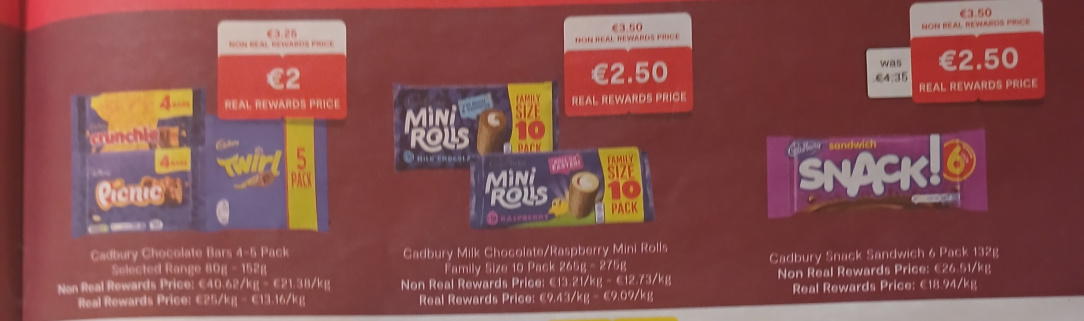 €3.25
NON REAL REWARDS PRICE
€2
REAL REWARDS PRICE
4
Crunchie
4
Picnic
Cadbury
Twirl
5
PACK
Cadbury Chocolate Bars 4-5 Pack
Selected Range 80g - 152g
Non Real Rewards Price: €40.62/kg - €21.38/kg
Real Rewards Price: €25/kg - €13.16/kg
€3.50
NON REAL REWARDS PRICE
€2.50
REAL REWARDS PRICE
MiNi
ROLLS
MILK CHOCOLA
FAMILY
SIZE
10
PACK
MiNi
ROLLS
RASPBERRY
FAMILY
SIZE
10
PACK
Cadbury Milk Chocolate/Raspberry Mini Rolls
Family Size 10 Pack 265g - 275g
Non Real Rewards Price: €13.21/kg - €12.73/kg
Real Rewards Price: €9.43/kg - €9.09/kg
€3.50
NON REAL REWARDS PRICE
was
€4.35
€2.50
REAL REWARDS PRICE
Cadbury sandwich
SNACK!
6
Cadbury Snack Sandwich 6 Pack 132g
Non Real Rewards Price: €26.51/kg
Real Rewards Price: €18.94/kg